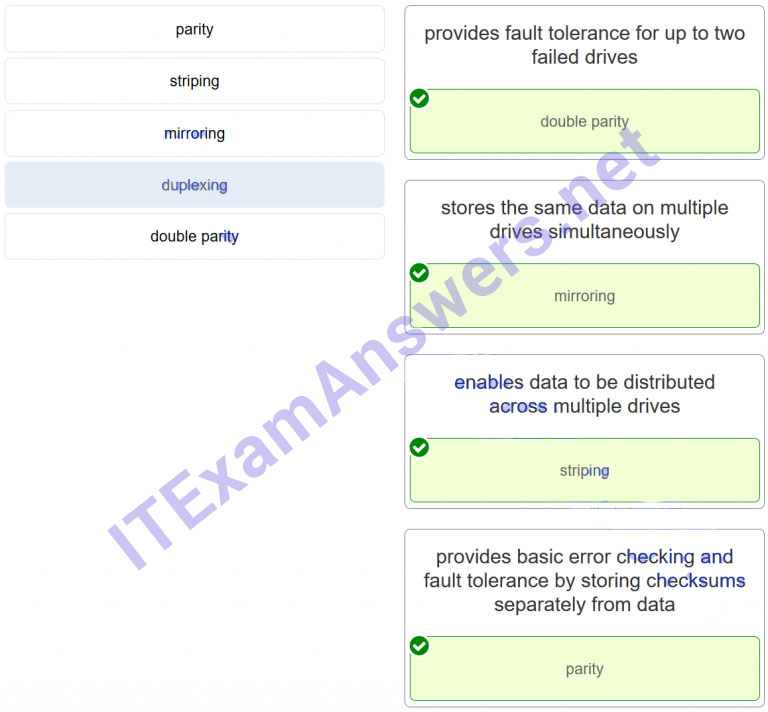 parity
striping
mirroring
duplexing
double parity
provides fault tolerance for up to two
failed drives
double parity
stores the same data on multiple
drives simultaneously
mirroring
enables data to be distributed
across multiple drives
striping
provides basic error checking and
fault tolerance by storing checksums
separately from data
parity
ITExamAnswers.net